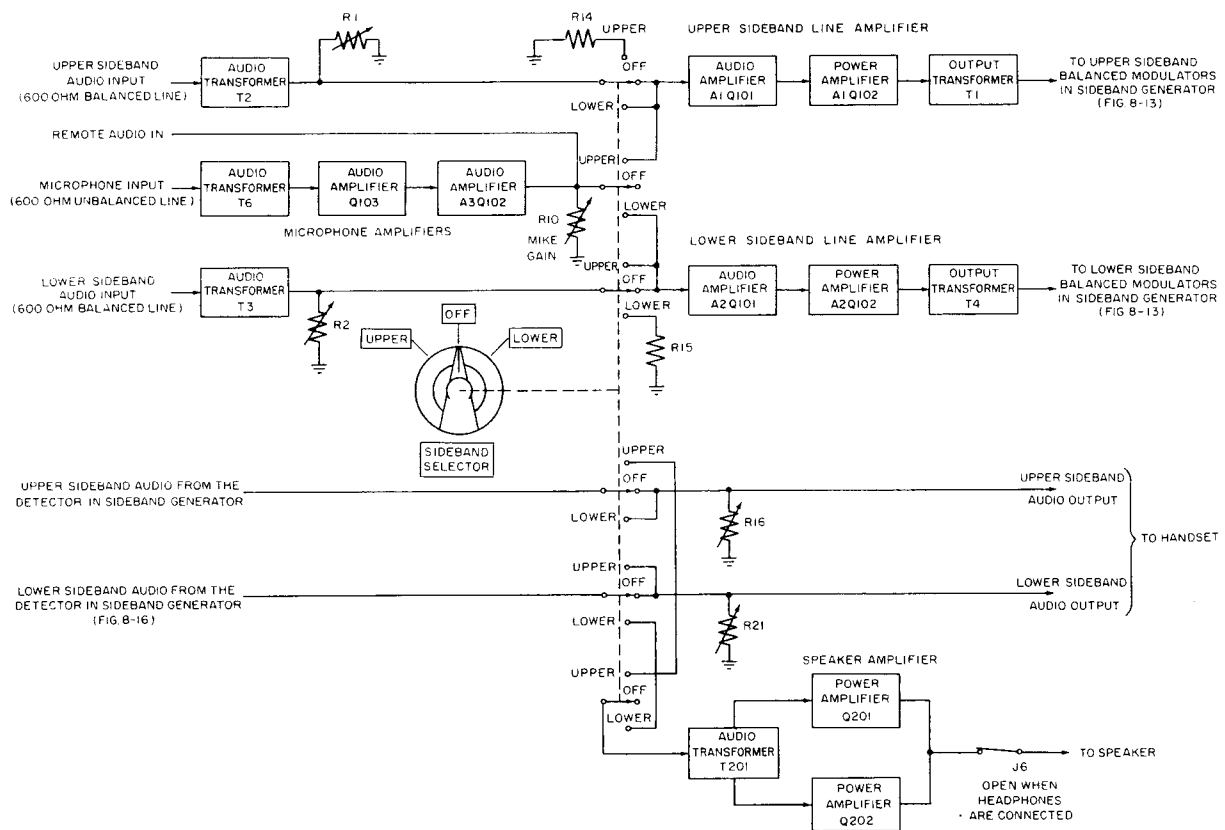 R1
R14
UPPER
OFF
LOWER
UPPER SIDEBAND LINE AMPLIFIER
UPPER SIDEBAND
AUDIO INPUT
(600 OHM BALANCED LINE)
AUDIO
TRANSFORMER
T2
AUDIO
AMPLIFIER
A1Q101
POWER
AMPLIFIER
A1Q102
OUTPUT
TRANSFORMER
T1
TO UPPER SIDEBAND
BALANCED MODULATORS
IN SIDEBAND GENERATOR
(FIG. 8-13)
REMOTE AUDIO IN
MICROPHONE INPUT
(600 OHM UNBALANCED LINE)
AUDIO
TRANSFORMER
T6
AUDIO
AMPLIFIER
Q103
AUDIO
AMPLIFIER
A3Q102
MICROPHONE AMPLIFIERS
R10
MIKE
GAIN
UPPER
OFF
LOWER
LOWER SIDEBAND LINE AMPLIFIER
LOWER SIDEBAND
AUDIO INPUT
(600 OHM BALANCED LINE)
AUDIO
TRANSFORMER
T3
R2
UPPER
OFF
LOWER
R15
AUDIO
AMPLIFIER
A2Q101
POWER
AMPLIFIER
A2Q102
OUTPUT
TRANSFORMER
T4
TO LOWER SIDEBAND
BALANCED MODULATORS
IN SIDEBAND GENERATOR
(FIG 8-13)
OFF
UPPER
LOWER
SIDEBAND
SELECTOR
UPPER SIDEBAND AUDIO FROM THE
DETECTOR IN SIDEBAND GENERATOR
UPPER
OFF
LOWER
R16
UPPER SIDEBAND
AUDIO OUTPUT
TO HANDSET
LOWER SIDEBAND AUDIO FROM THE
DETECTOR IN SIDEBAND GENERATOR
(FIG. 8-16)
UPPER
OFF
LOWER
R21
LOWER SIDEBAND
AUDIO OUTPUT
UPPER
OFF
LOWER
SPEAKER AMPLIFIER
AUDIO
TRANSFORMER
T201
POWER
AMPLIFIER
Q201
POWER
AMPLIFIER
Q202
TO SPEAKER
J6
OPEN WHEN
HEADPHONES
ARE CONNECTED